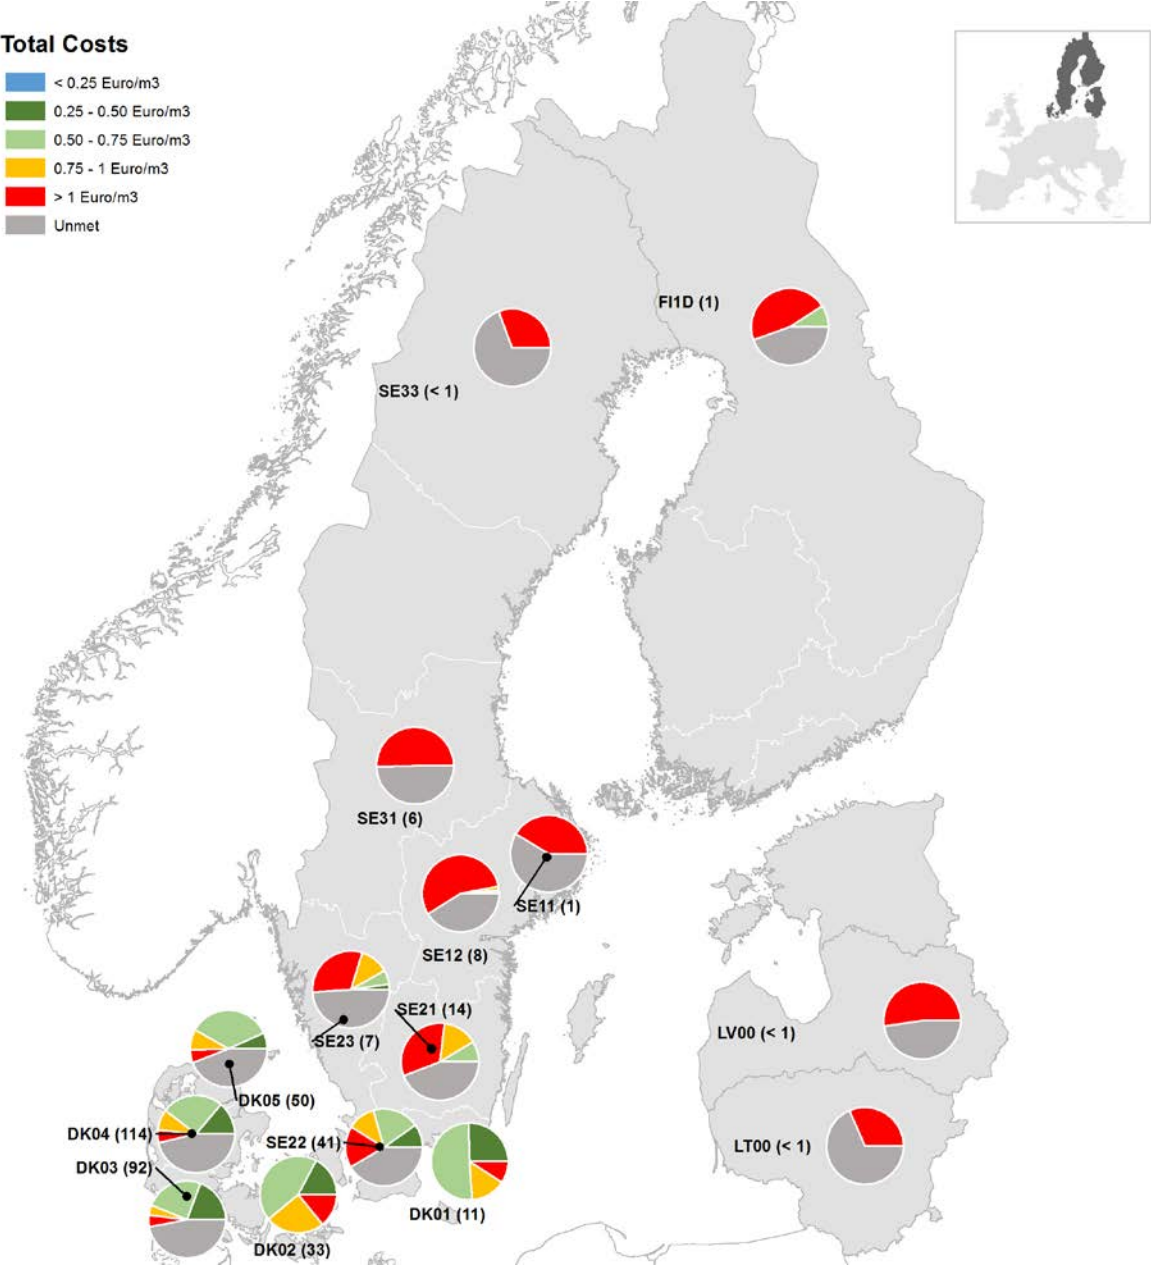 Total Costs
< 0.25 Euro/m3
0.25 - 0.50 Euro/m3
0.50 - 0.75 Euro/m3
0.75 - 1 Euro/m3
> 1 Euro/m3
Unmet
FI1D (1)
SE33 (< 1)
SE31 (6)
SE11 (1)
SE12 (8)
SE21 (14)
LV00 (< 1)
SE23 (7)
DK05 (50)
DK04 (114)
SE22 (41)
LT00 (< 1)
DK03 (92)
DK01 (11)
DK02 (33)